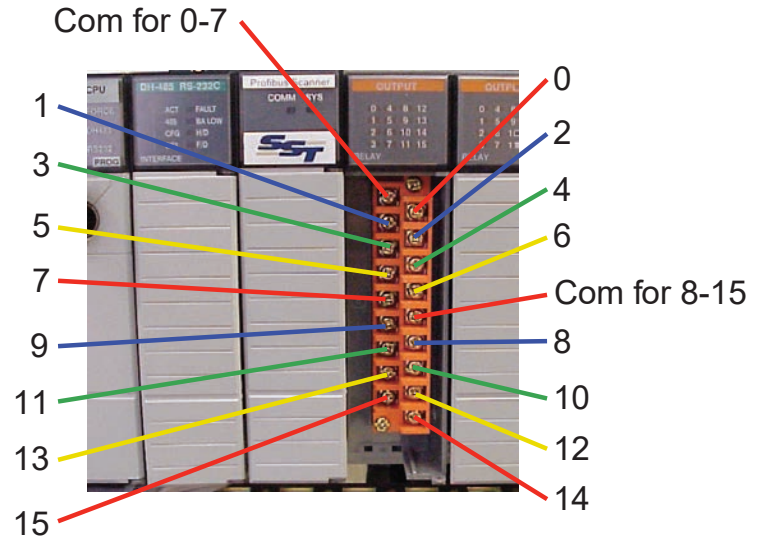 Com for 0-7
0
1
2
3
4
5
6
7
Com for 8-15
9
8
11
10
13
12
15
14
CPU
DH-485 RS-232C
ACT FAULT
485 BA LOW
CFG H/D
F/D
INTERFACE
PROG
Profibus Scanner
COMM SYS
SST
OUTPUT
0 4 8 12
1 5 9 13
2 6 10 14
3 7 11 15
RELAY